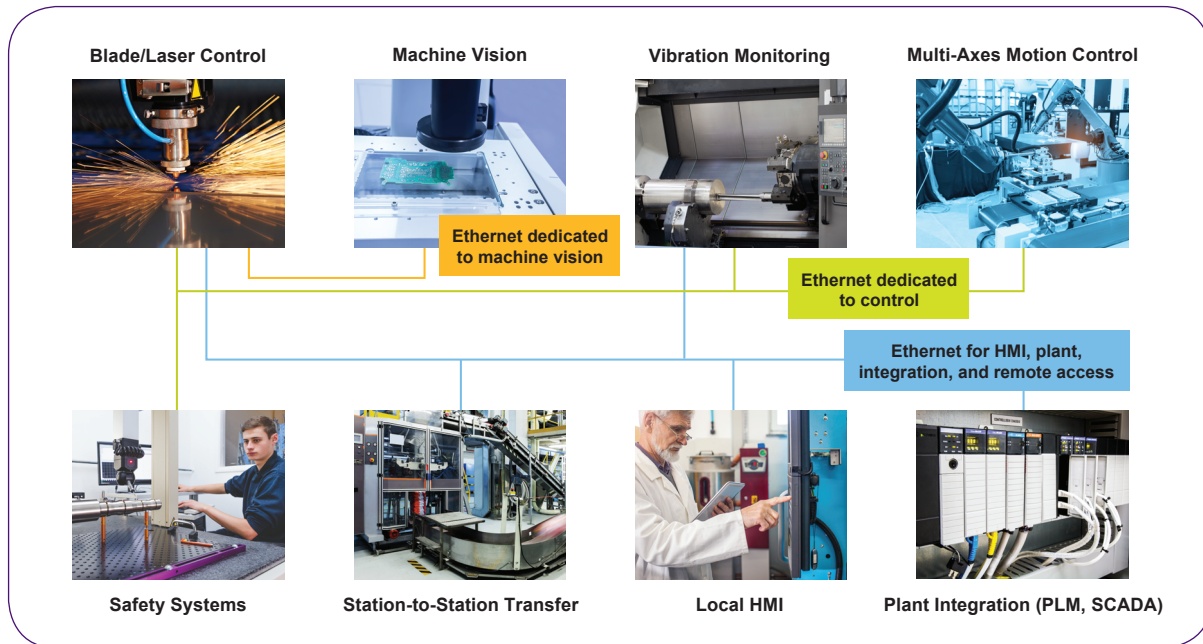 Blade/Laser Control
Machine Vision
Vibration Monitoring
Multi-Axes Motion Control
Ethernet dedicated
to machine vision
Ethernet dedicated
to control
Ethernet for HMI, plant,
integration, and remote access
Safety Systems
Station-to-Station Transfer
Local HMI
Plant Integration (PLM, SCADA)